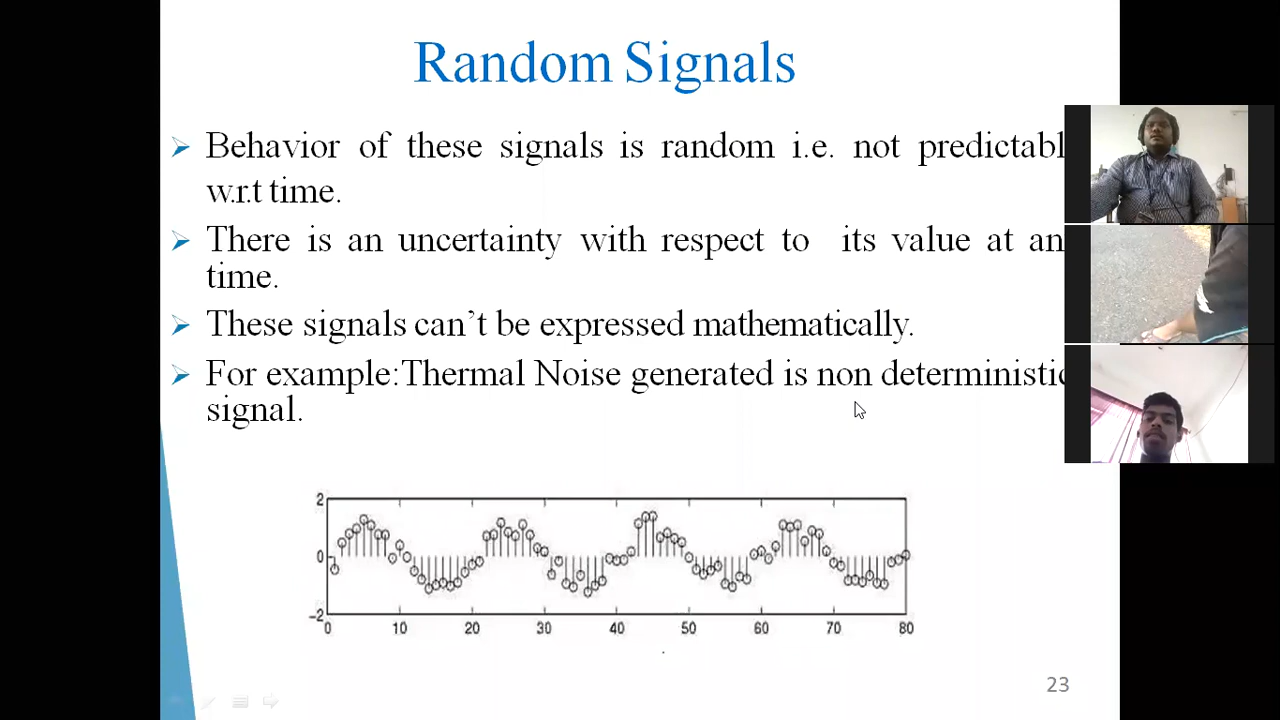 Random Signals
Behavior of these signals is random i.e. not predictabl
w.r.t time.
There is an uncertainty with respect to its value at an
time.
These signals can't be expressed mathematically.
For example:Thermal Noise generated is non deterministic
signal.
2
0
-2
0 10 20 30 40 50 60 70 80
23